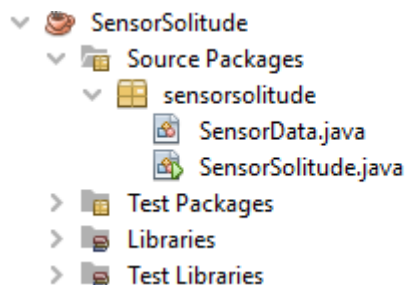 SensorSolitude
Source Packages
sensorsolitude
SensorData.java
SensorSolitude.java
Test Packages
Libraries
Test Libraries